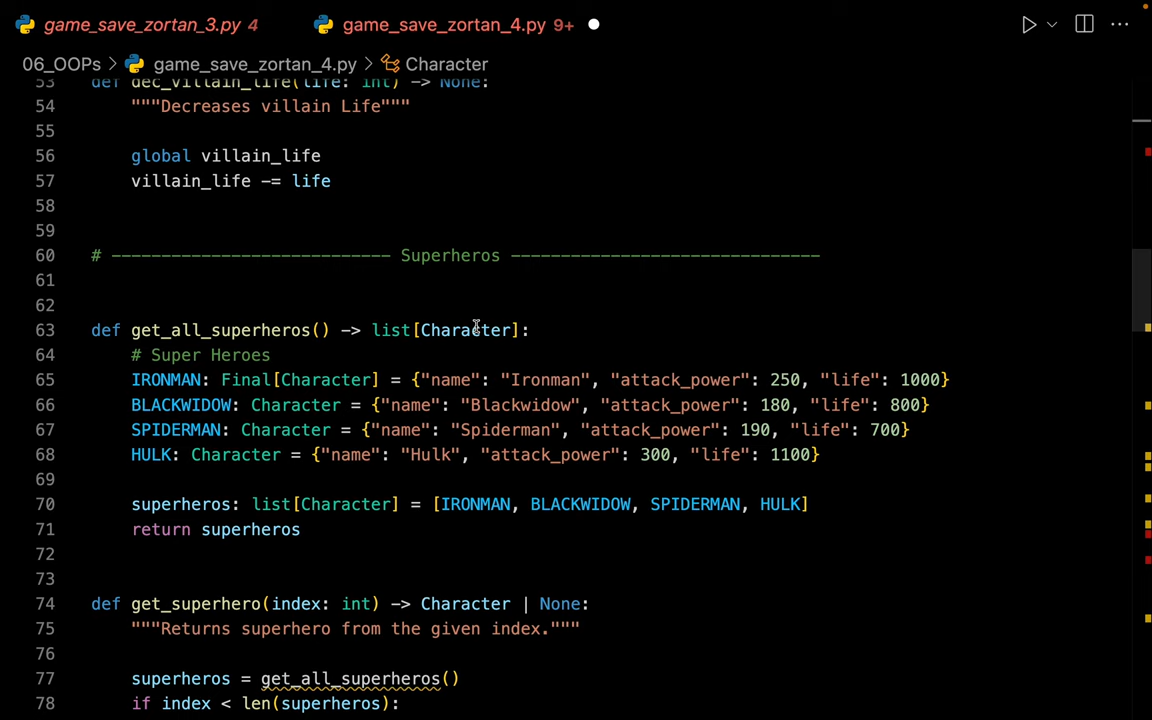 game_save_zortan_3.py 4 game_save_zortan_4.py 9+
06_OOPs > game_save_zortan_4.py > Character
53 def dec_villain_life(life: int) -> None:
54 """Decreases villain Life"""
55
56 global villain_life
57 villain_life -= life
58
59
60 # ---------------------------- Superheros -------------------------------
61
62
63 def get_all_superheros() -> list[Character]:
64 # Super Heroes
65 IRONMAN: Final[Character] = {"name": "Ironman", "attack_power": 250, "life": 1000}
66 BLACKWIDOW: Character = {"name": "Blackwidow", "attack_power": 180, "life": 800}
67 SPIDERMAN: Character = {"name": "Spiderman", "attack_power": 190, "life": 700}
68 HULK: Character = {"name": "Hulk", "attack_power": 300, "life": 1100}
69
70 superheros: list[Character] = [IRONMAN, BLACKWIDOW, SPIDERMAN, HULK]
71 return superheros
72
73
74 def get_superhero(index: int) -> Character | None:
75 """Returns superhero from the given index."""
76
77 superheros = get_all_superheros()
78 if index < len(superheros):